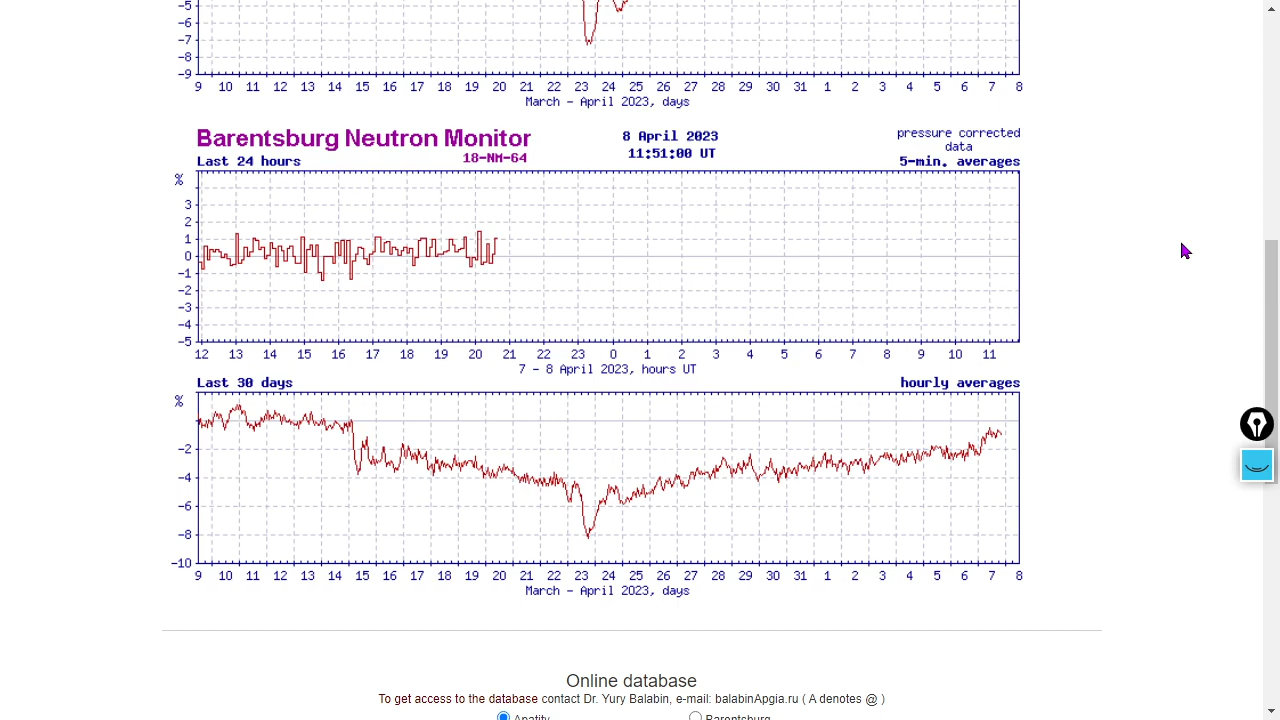 -5
-6
-7
-8
-9
9 10 11 12 13 14 15 16 17 18 19 20 21 22 23 24 25 26 27 28 29 30 31 1 2 3 4 5 6 7 8
March - April 2023, days
Barentsburg Neutron Monitor
18-NM-64
8 April 2023
11:51:00 UT
pressure corrected
data
Last 24 hours
5-min. averages
%
3
2
1
0
-1
-2
-3
-4
-5
12 13 14 15 16 17 18 19 20 21 22 23 0 1 2 3 4 5 6 7 8 9 10 11
7 - 8 April 2023, hours UT
Last 30 days
hourly averages
%
-2
-4
-6
-8
-10
9 10 11 12 13 14 15 16 17 18 19 20 21 22 23 24 25 26 27 28 29 30 31 1 2 3 4 5 6 7 8
March - April 2023, days
Online database
To get access to the database contact Dr. Yury Balabin, e-mail: balabinApgia.ru ( A denotes @ )
Apatity Barentsburg